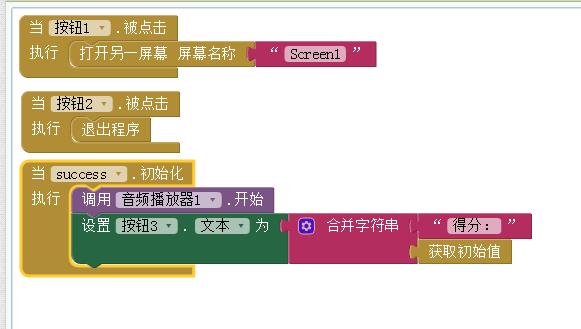 当 按钮1 .被点击
执行 打开另一屏幕 屏幕名称 “ Screen1 ”
当 按钮2 .被点击
执行 退出程序
当 success .初始化
执行 调用 音频播放器1 .开始
设置 按钮3 . 文本 为 合并字符串 “ 得分： ”
获取初始值